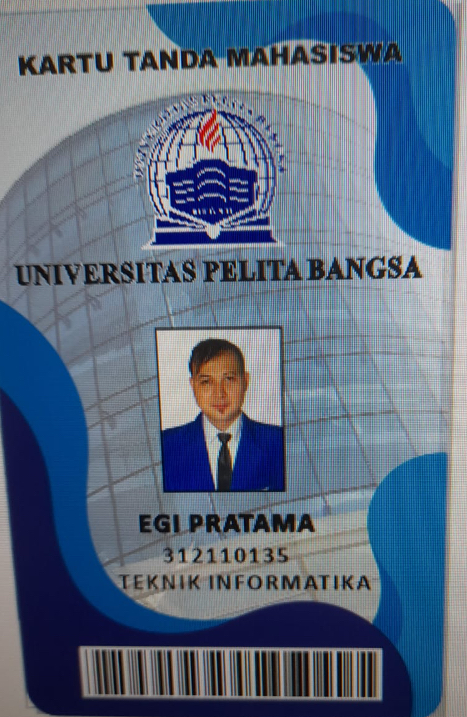 KARTU TANDA MAHASISWA
UNIVERSITAS PELITA BANGSA
EGI PRATAMA
312110135
TEKNIK INFORMATIKA